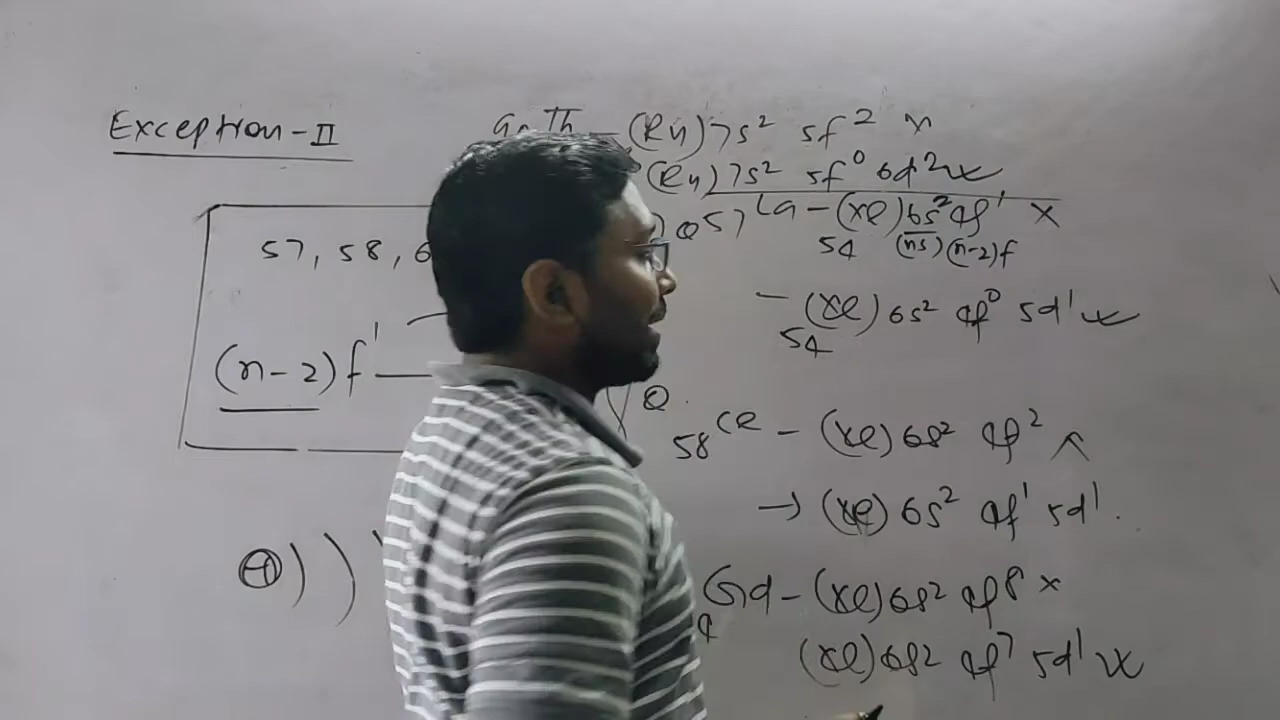 Exception-II
57, 58, 6
(n-2)f¹
90Th - (Rn) 7s² 5f² ×
(Rn) 7s² 5f⁰ 6d² ✓
57 La - (Xe) 6s² 4f¹ ×
54 (ns) (n-2)f
- (Xe) 6s² 4f⁰ 5d¹ ✓
54
58 Ce - (Xe) 6s² 4f² ×
→ (Xe) 6s² 4f¹ 5d¹.
Gd - (Xe) 6s² 4f⁸ ×
(Xe) 6s² 4f⁷ 5d¹ ✓